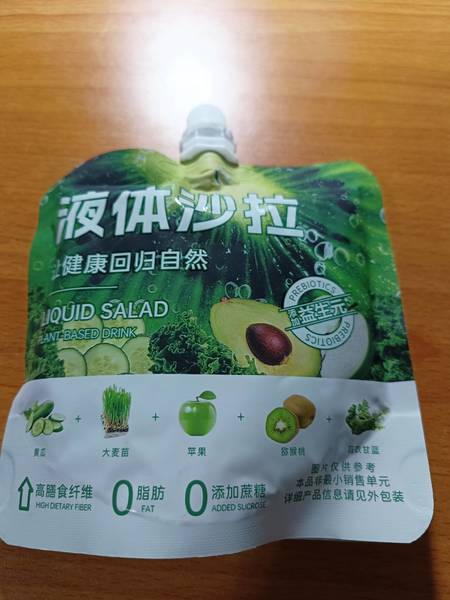 液体沙拉
让健康回归自然
LIQUID SALAD
PLANT-BASED DRINK
PREBIOTICS
添加
益生元
PREBIOTICS
黄瓜 + 大麦苗 + 苹果 + 猕猴桃 + 羽衣甘蓝
高膳食纤维
HIGH DIETARY FIBER
0 脂肪
FAT
0 添加蔗糖
ADDED SUCROSE
图片仅供参考
本品非最小销售单元
详细产品信息请见外包装